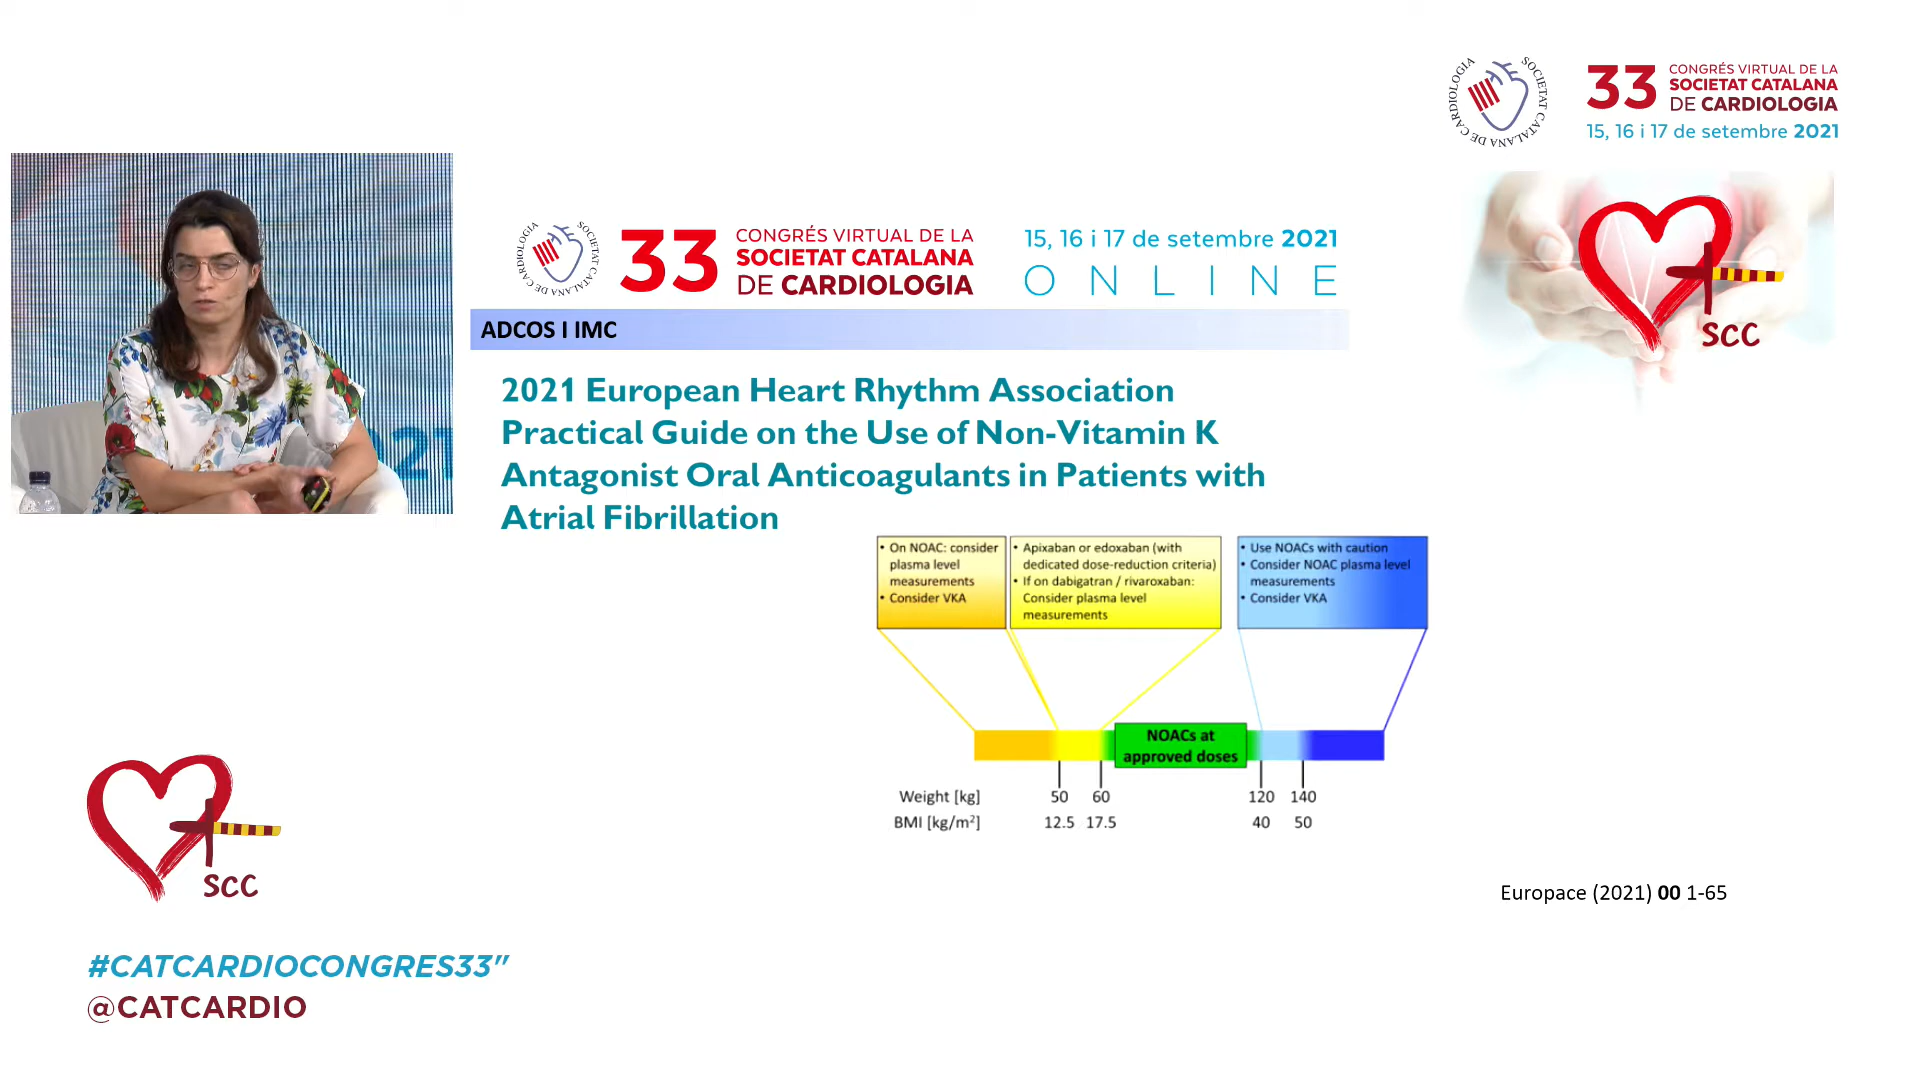 SOCIETAT CATALANA DE CARDIOLOGIA
33 CONGRÉS VIRTUAL DE LA
SOCIETAT CATALANA
DE CARDIOLOGIA
15, 16 i 17 de setembre 2021
SOCIETAT CATALANA DE CARDIOLOGIA
33 CONGRÉS VIRTUAL DE LA
SOCIETAT CATALANA
DE CARDIOLOGIA
15, 16 i 17 de setembre 2021
ONLINE
SCC
ADCOS I IMC
2021 European Heart Rhythm Association
Practical Guide on the Use of Non-Vitamin K
Antagonist Oral Anticoagulants in Patients with
Atrial Fibrillation
• On NOAC: consider
plasma level
measurements
• Consider VKA
• Apixaban or edoxaban (with
dedicated dose-reduction criteria)
• If on dabigatran / rivaroxaban:
Consider plasma level
measurements
• Use NOACs with caution
• Consider NOAC plasma level
measurements
• Consider VKA
NOACs at
approved doses
Weight [kg] 50 60 120 140
BMI [kg/m²] 12.5 17.5 40 50
Europace (2021) 00 1-65
SCC
#CATCARDIOCONGRES33"
@CATCARDIO
2021